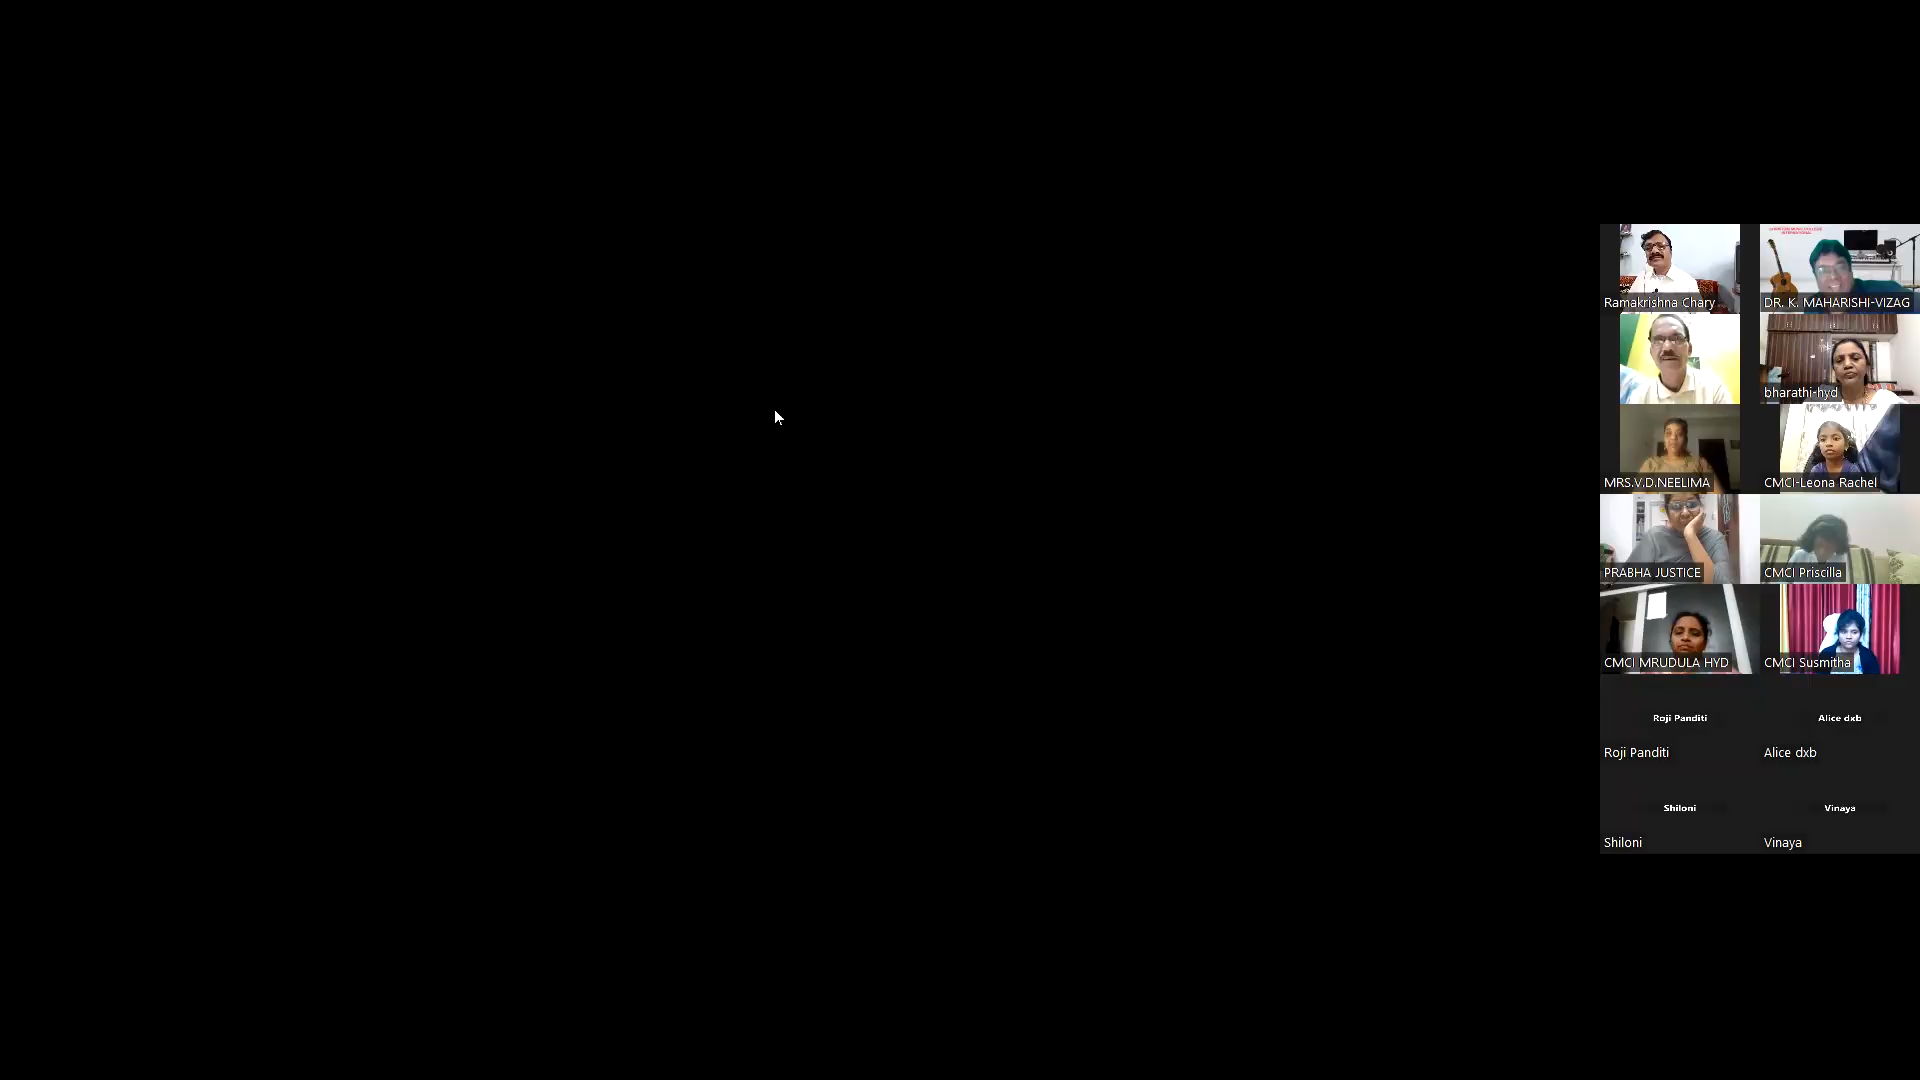 Ramakrishna Chary
DR. K. MAHARISHI-VIZAG
bharathi-hyd
MRS.V.D.NEELIMA
CMCI-Leona Rachel
PRABHA JUSTICE
CMCI Priscilla
CMCI MRUDULA HYD
CMCI Susmitha
Roji Panditi
Alice dxb
Roji Panditi
Alice dxb
Shiloni
Vinaya
Shiloni
Vinaya